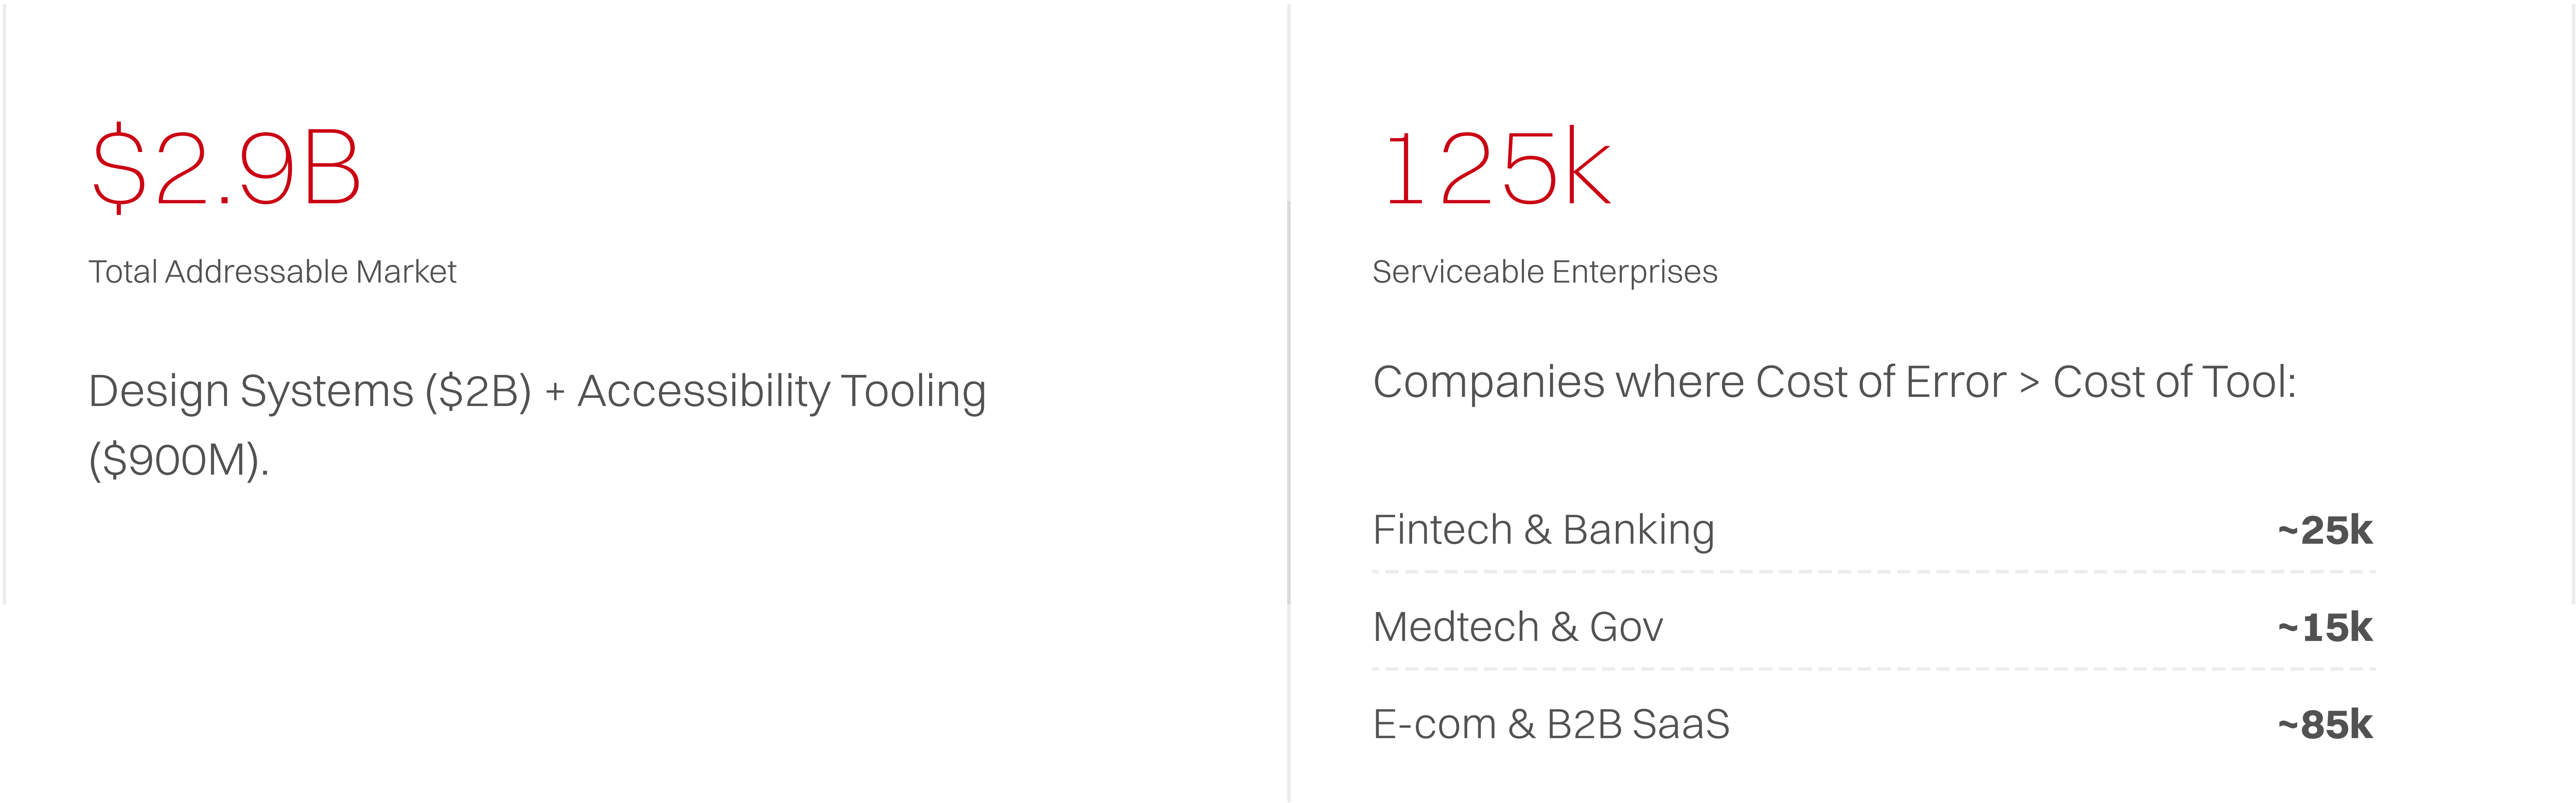 $2.9B
Total Addressable Market
Design Systems ($2B) + Accessibility Tooling
($900M).
125k
Serviceable Enterprises
Companies where Cost of Error > Cost of Tool:
Fintech & Banking ~25k
Medtech & Gov ~15k
E-com & B2B SaaS ~85k